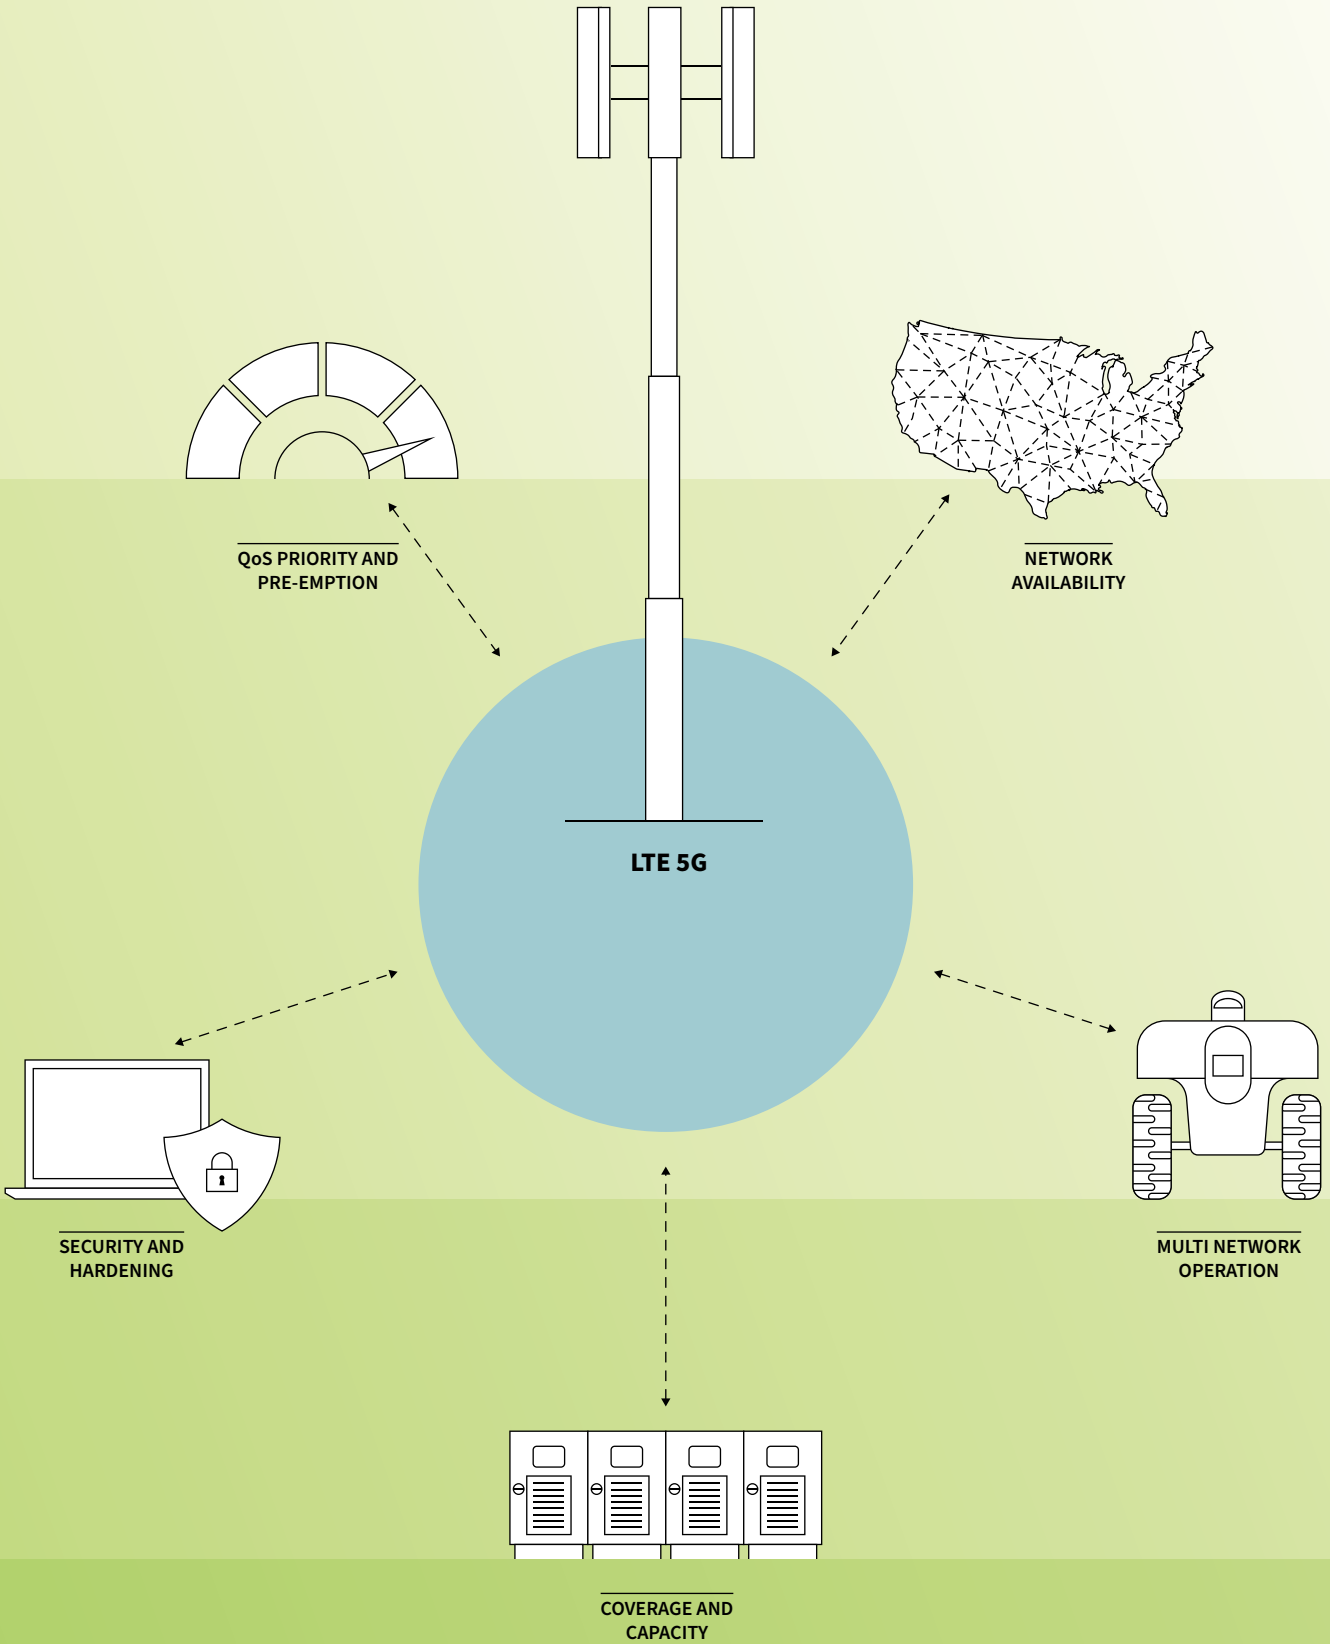 QoS PRIORITY AND
PRE-EMPTION
NETWORK
AVAILABILITY
LTE 5G
SECURITY AND
HARDENING
MULTI NETWORK
OPERATION
COVERAGE AND
CAPACITY